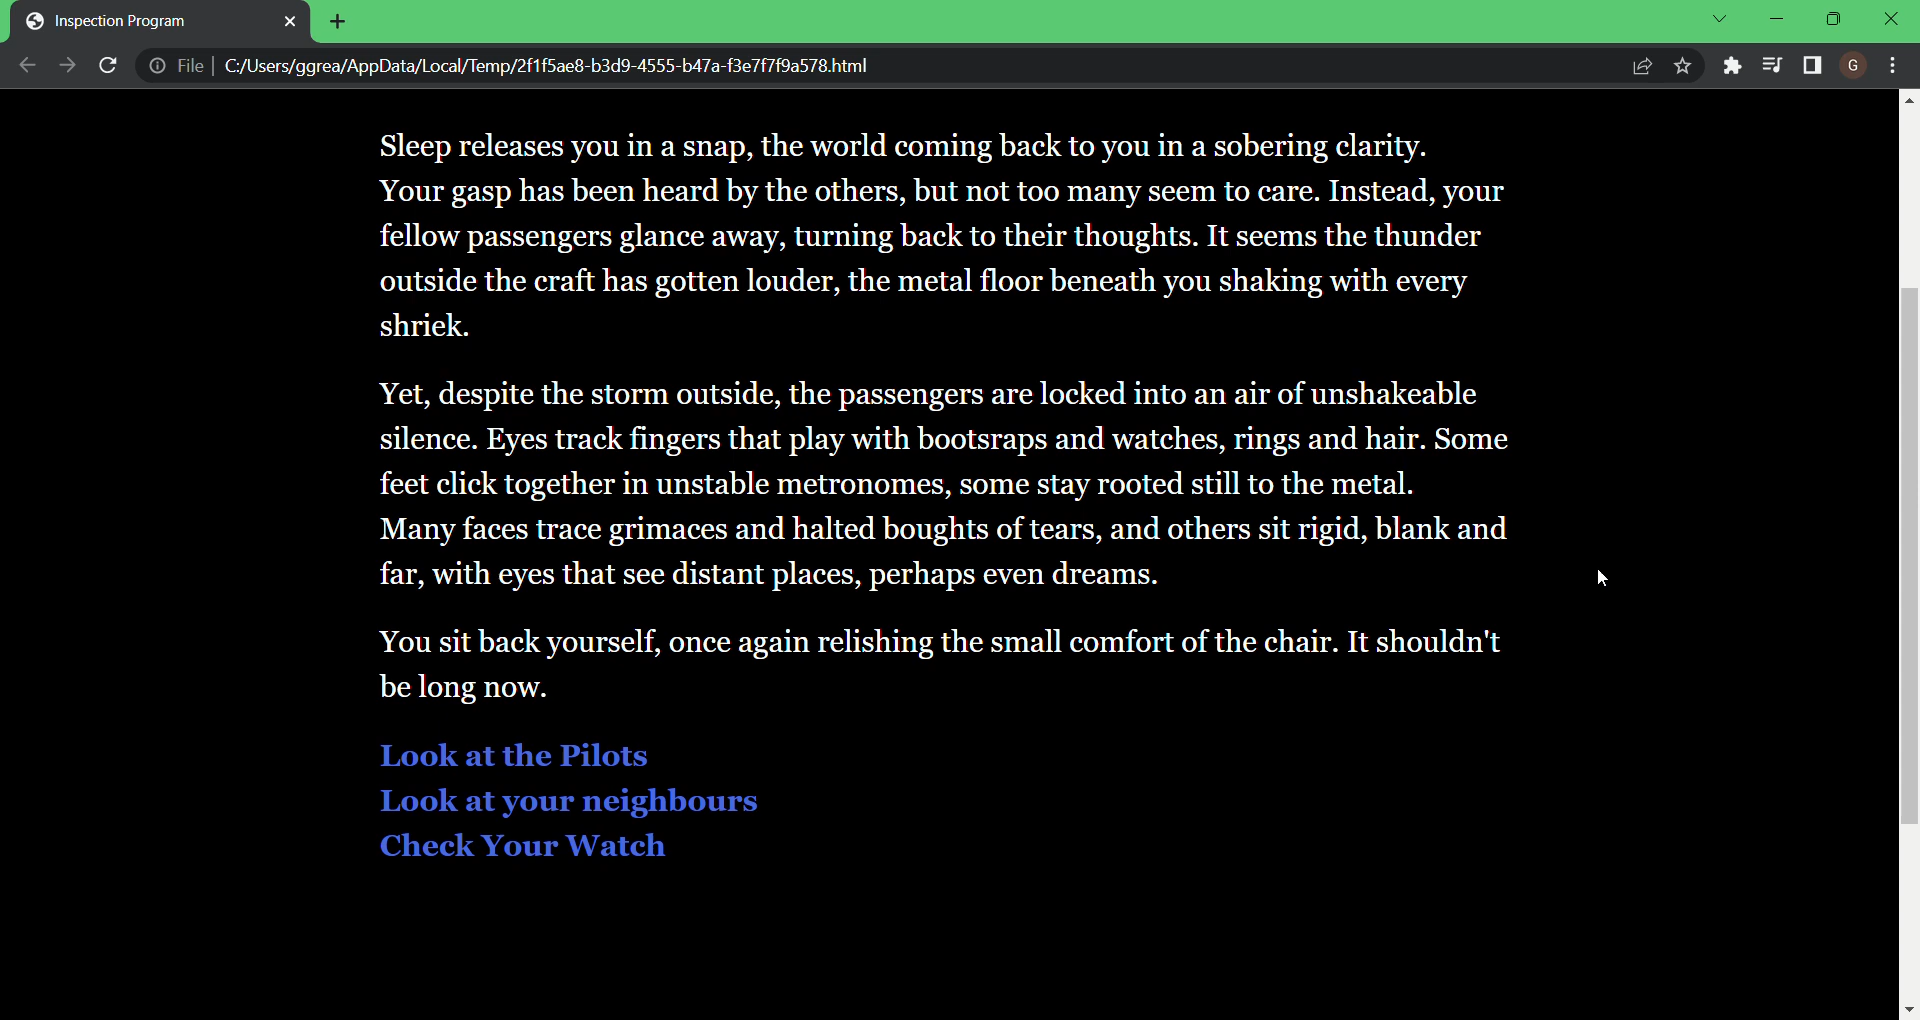 Inspection Program
File
C:/Users/ggrea/AppData/Local/Temp/2f1f5ae8-b3d9-4555-b47a-f3e7f7f9a578.html
G
Sleep releases you in a snap, the world coming back to you in a sobering clarity.
Your gasp has been heard by the others, but not too many seem to care. Instead, your
fellow passengers glance away, turning back to their thoughts. It seems the thunder
outside the craft has gotten louder, the metal floor beneath you shaking with every
shriek.
Yet, despite the storm outside, the passengers are locked into an air of unshakeable
silence. Eyes track fingers that play with bootsraps and watches, rings and hair. Some
feet click together in unstable metronomes, some stay rooted still to the metal.
Many faces trace grimaces and halted boughts of tears, and others sit rigid, blank and
far, with eyes that see distant places, perhaps even dreams.
You sit back yourself, once again relishing the small comfort of the chair. It shouldn't
be long now.
Look at the Pilots
Look at your neighbours
Check Your Watch